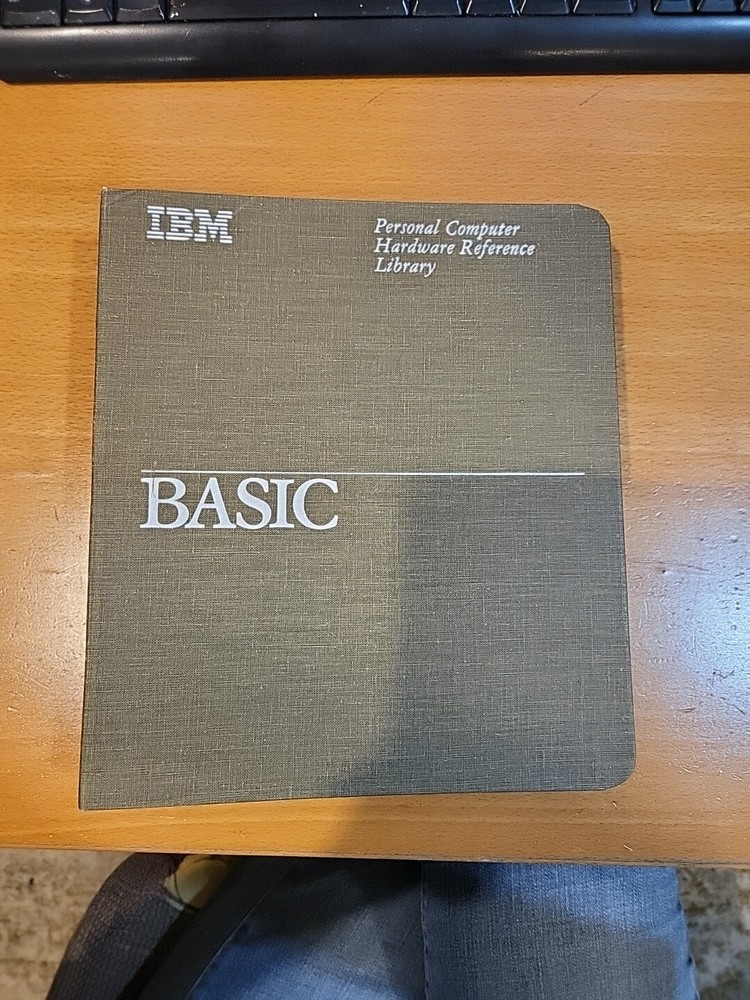 IBM
Personal Computer
Hardware Reference
Library
BASIC